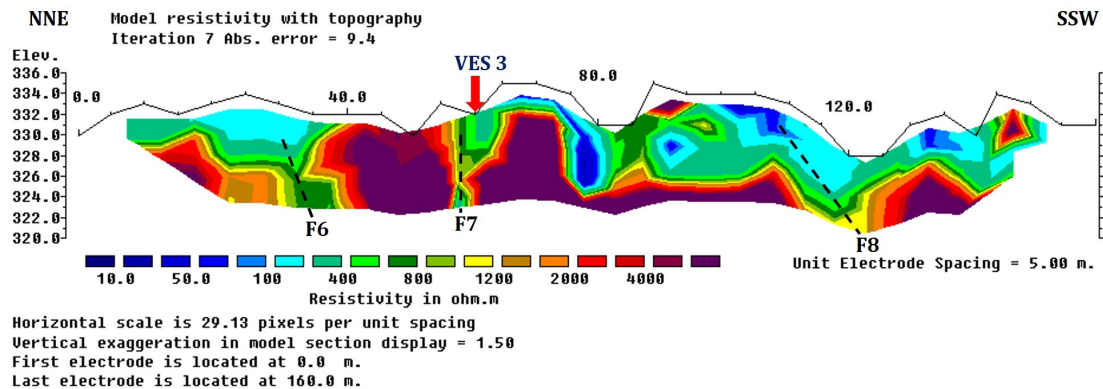 NNE
Model resistivity with topography
SSW
Iteration 7 Abs. error = 9.4
Elev.
VES 3
336.0
334.0
332.0
330.0
328.0
326.0
324.0
322.0
320.0
0.0
40.0
80.0
120.0
F6
F7
F8
10.0 50.0 100 400 800 1200 2000 4000
Unit Electrode Spacing = 5.00 m.
Resistivity in ohm.m
Horizontal scale is 29.13 pixels per unit spacing
Vertical exaggeration in model section display = 1.50
First electrode is located at 0.0 m.
Last electrode is located at 160.0 m.